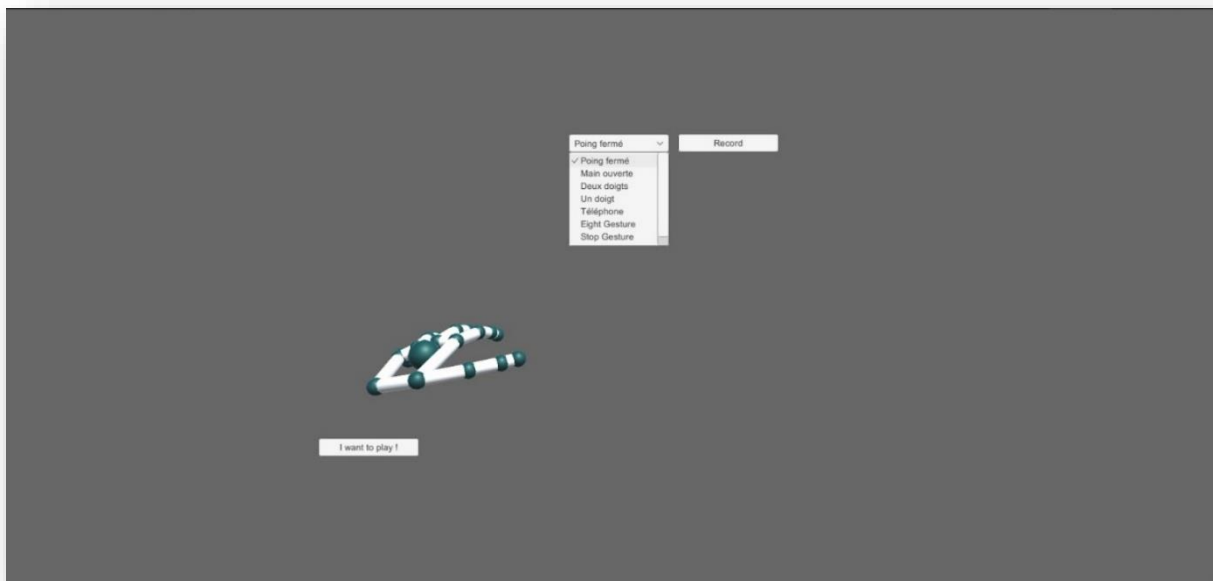 Poing fermé
Record
Poing fermé
Main ouverte
Deux doigts
Un doigt
Téléphone
Eight Gesture
Stop Gesture
I want to play !